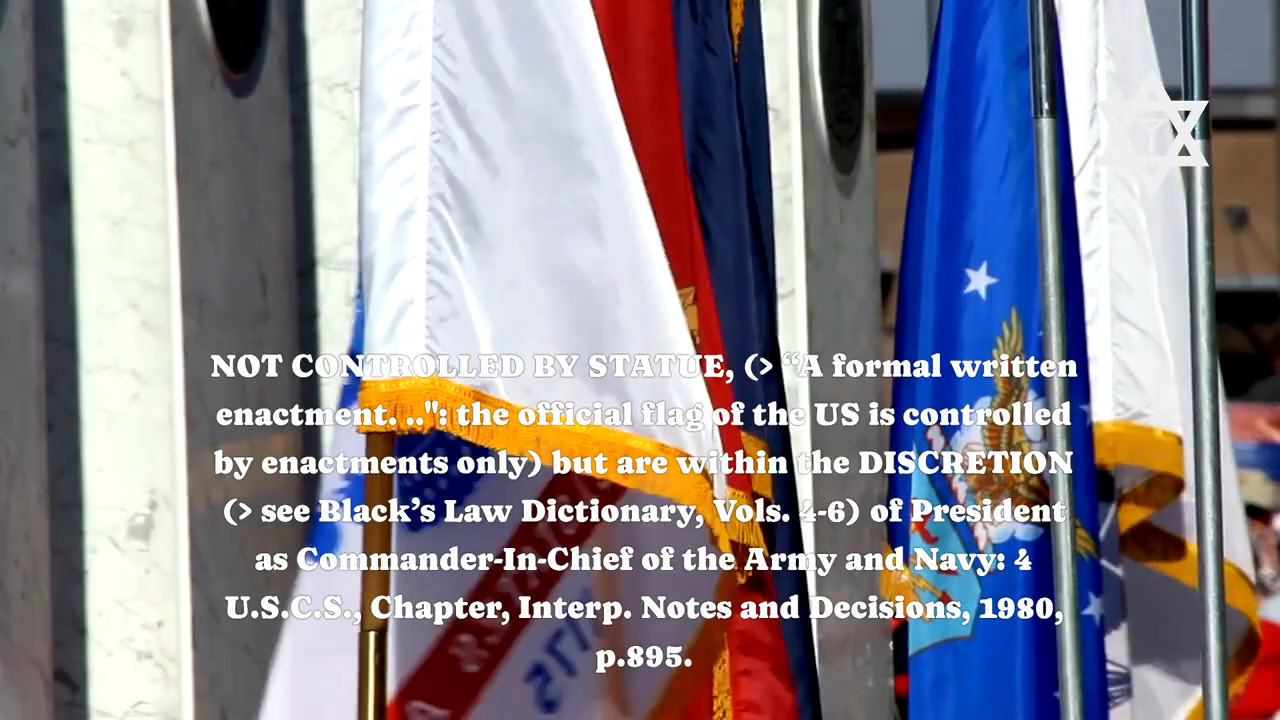 NOT CONTROLLED BY STATUE, (> “A formal written
enactment. ..": the official flag of the US is controlled
by enactments only) but are within the DISCRETION
(> see Black’s Law Dictionary, Vols. 4-6) of President
as Commander-In-Chief of the Army and Navy: 4
U.S.C.S., Chapter, Interp. Notes and Decisions, 1980,
p.895.
1775